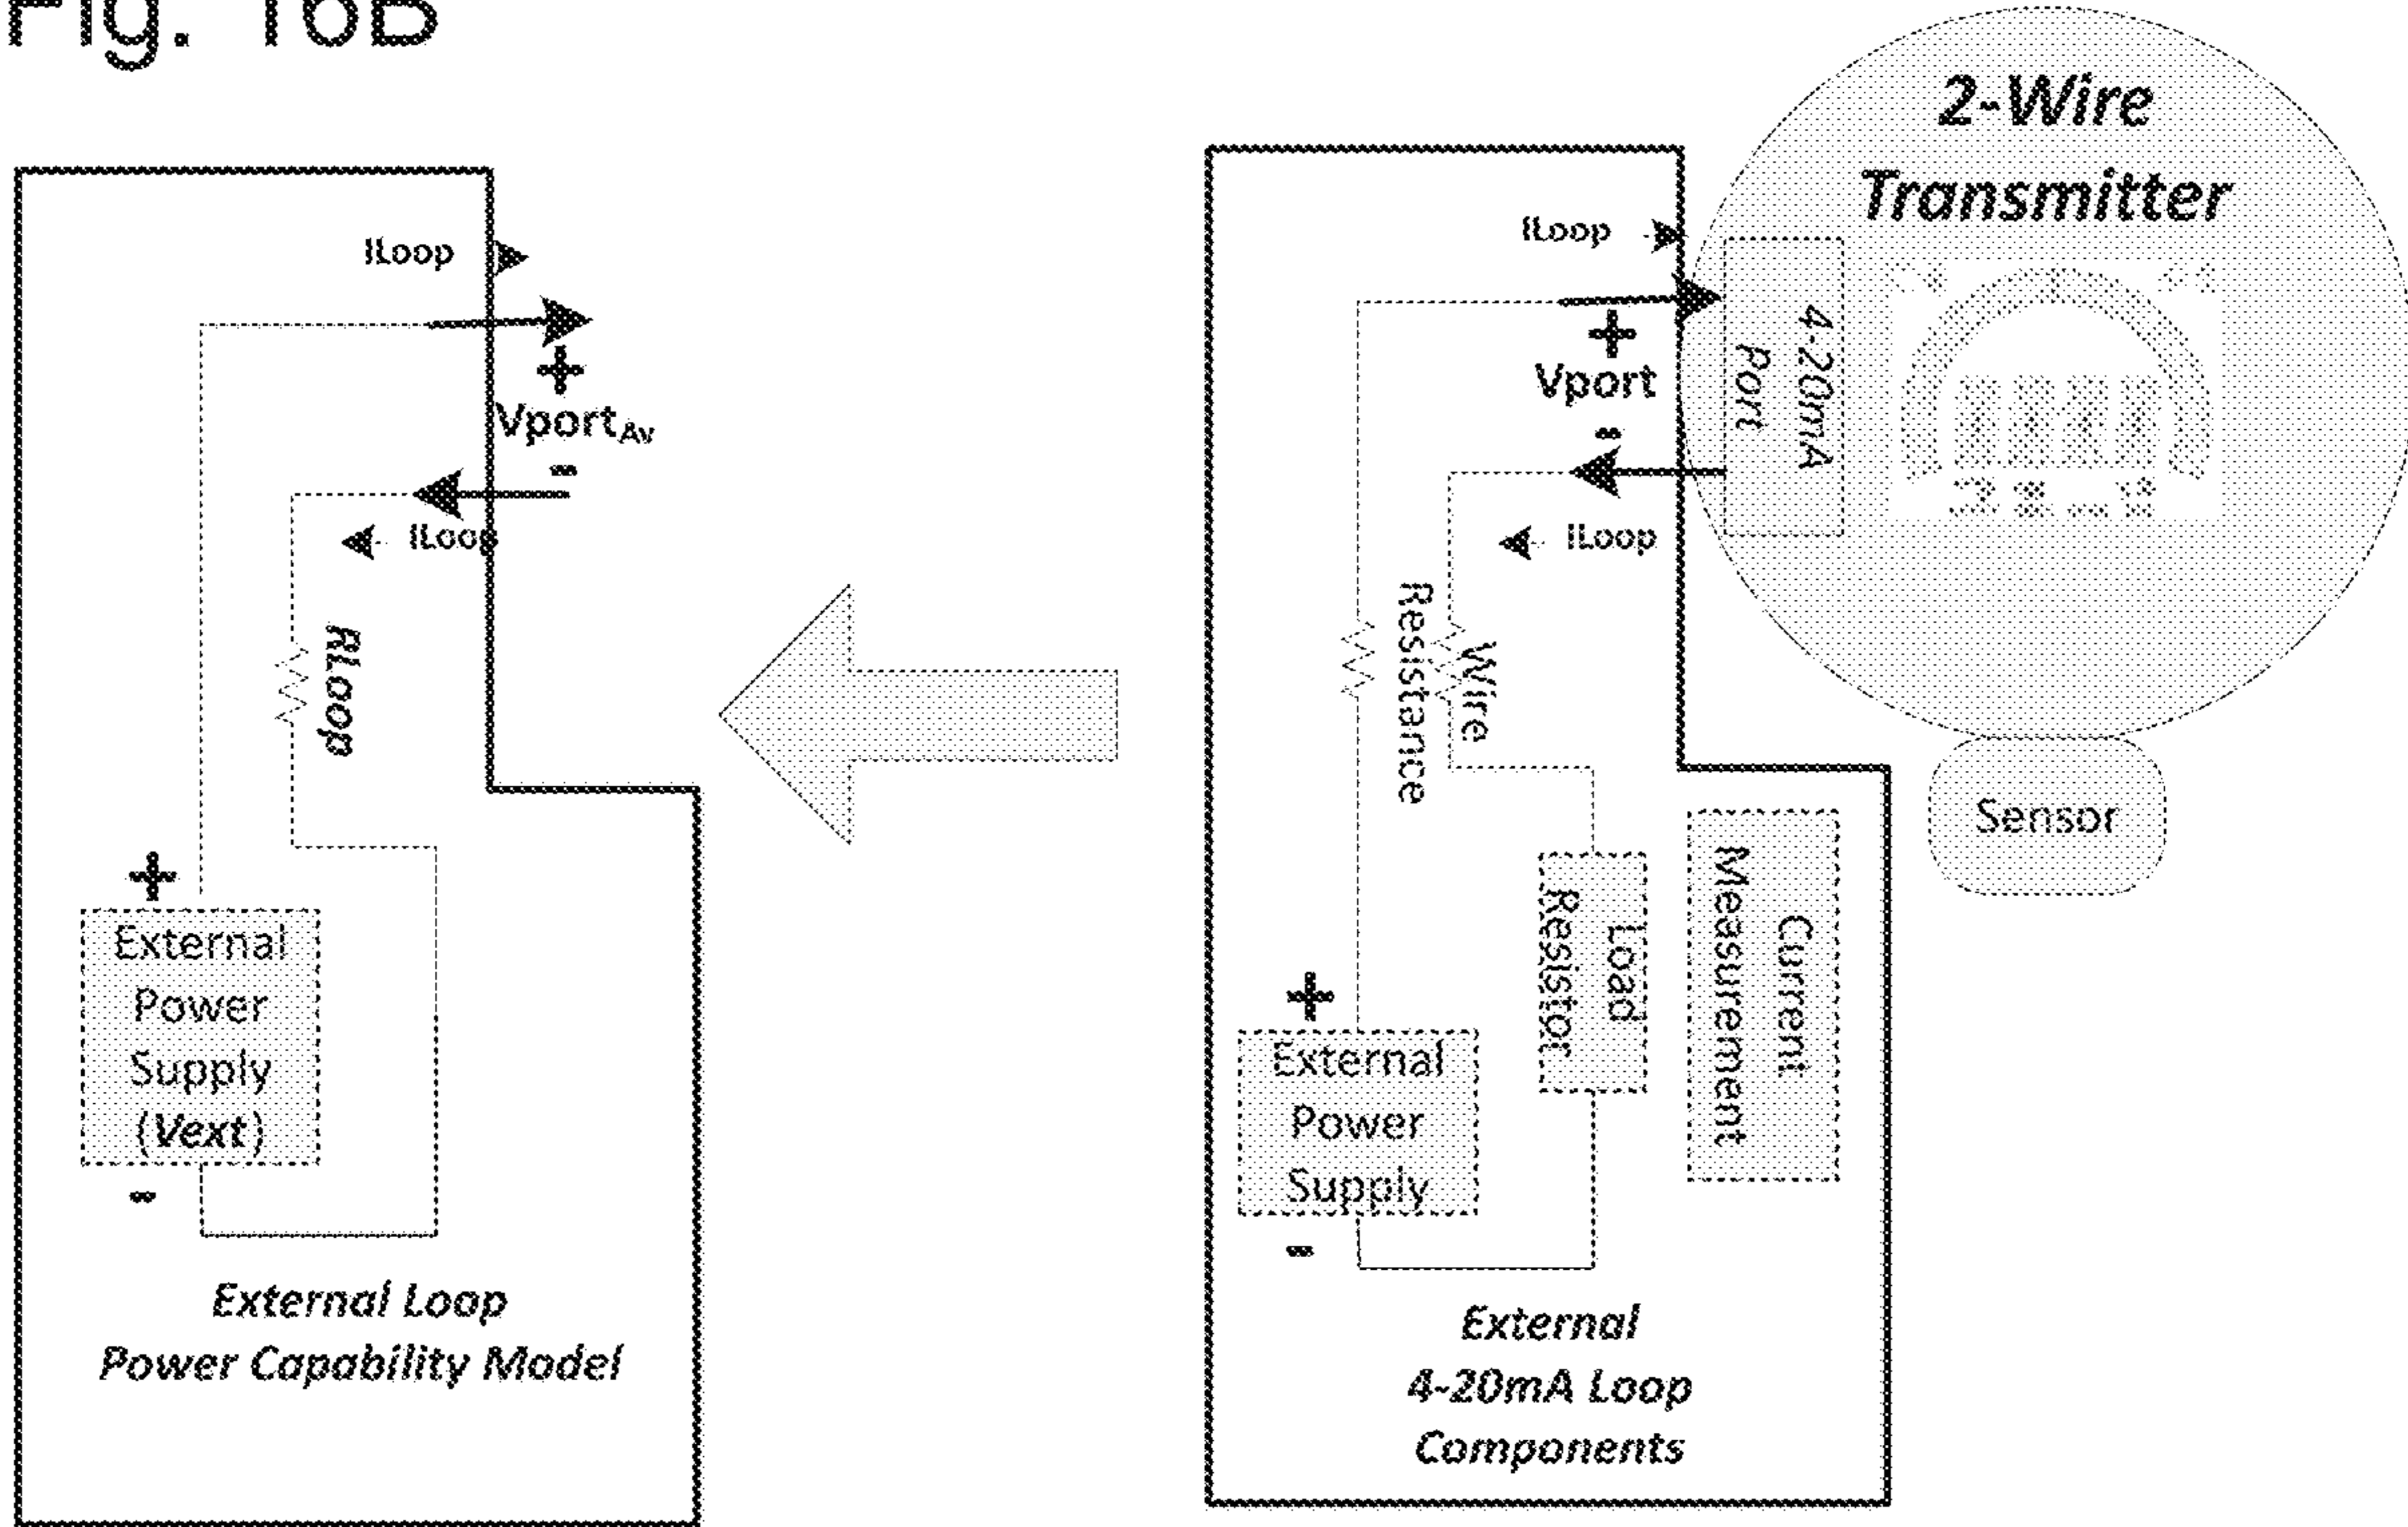 Fig. 16B
ILoop
+
VportAv
-
ILoop
RLoop
+
External
Power
Supply
(Vext)
-
External Loop
Power Capability Model
2-Wire
Transmitter
ILoop
+
Vport
-
ILoop
4-20mA
Port
Wire
Resistance
Sensor
Load
Resistor
Current
Measurement
+
External
Power
Supply
-
External
4-20mA Loop
Components